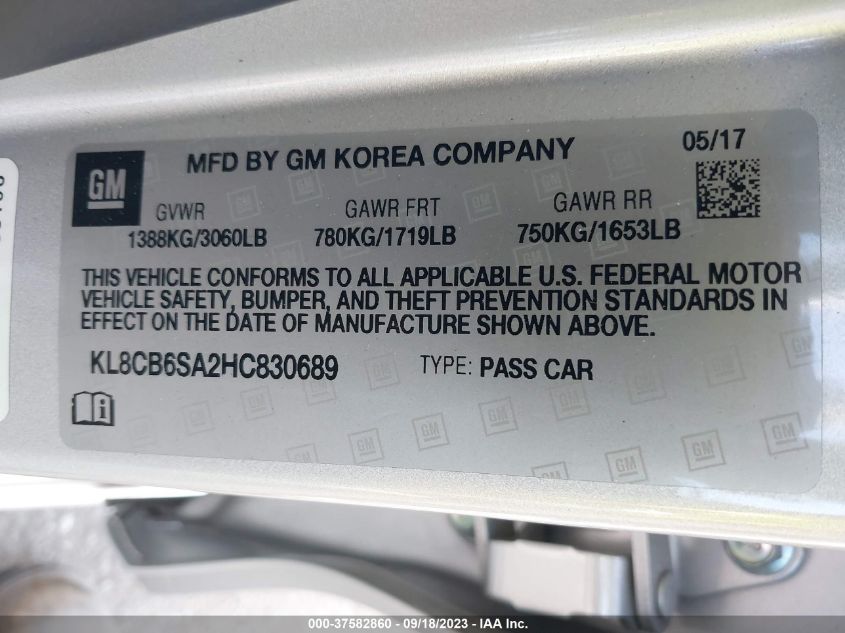 MFD BY GM KOREA COMPANY 05/17
GM
GVWR GAWR FRT GAWR RR
1388KG/3060LB 780KG/1719LB 750KG/1653LB
THIS VEHICLE CONFORMS TO ALL APPLICABLE U.S. FEDERAL MOTOR
VEHICLE SAFETY, BUMPER, AND THEFT PREVENTION STANDARDS IN
EFFECT ON THE DATE OF MANUFACTURE SHOWN ABOVE.
KL8CB6SA2HC830689 TYPE: PASS CAR
000-37582860 - 09/18/2023 - IAA Inc.